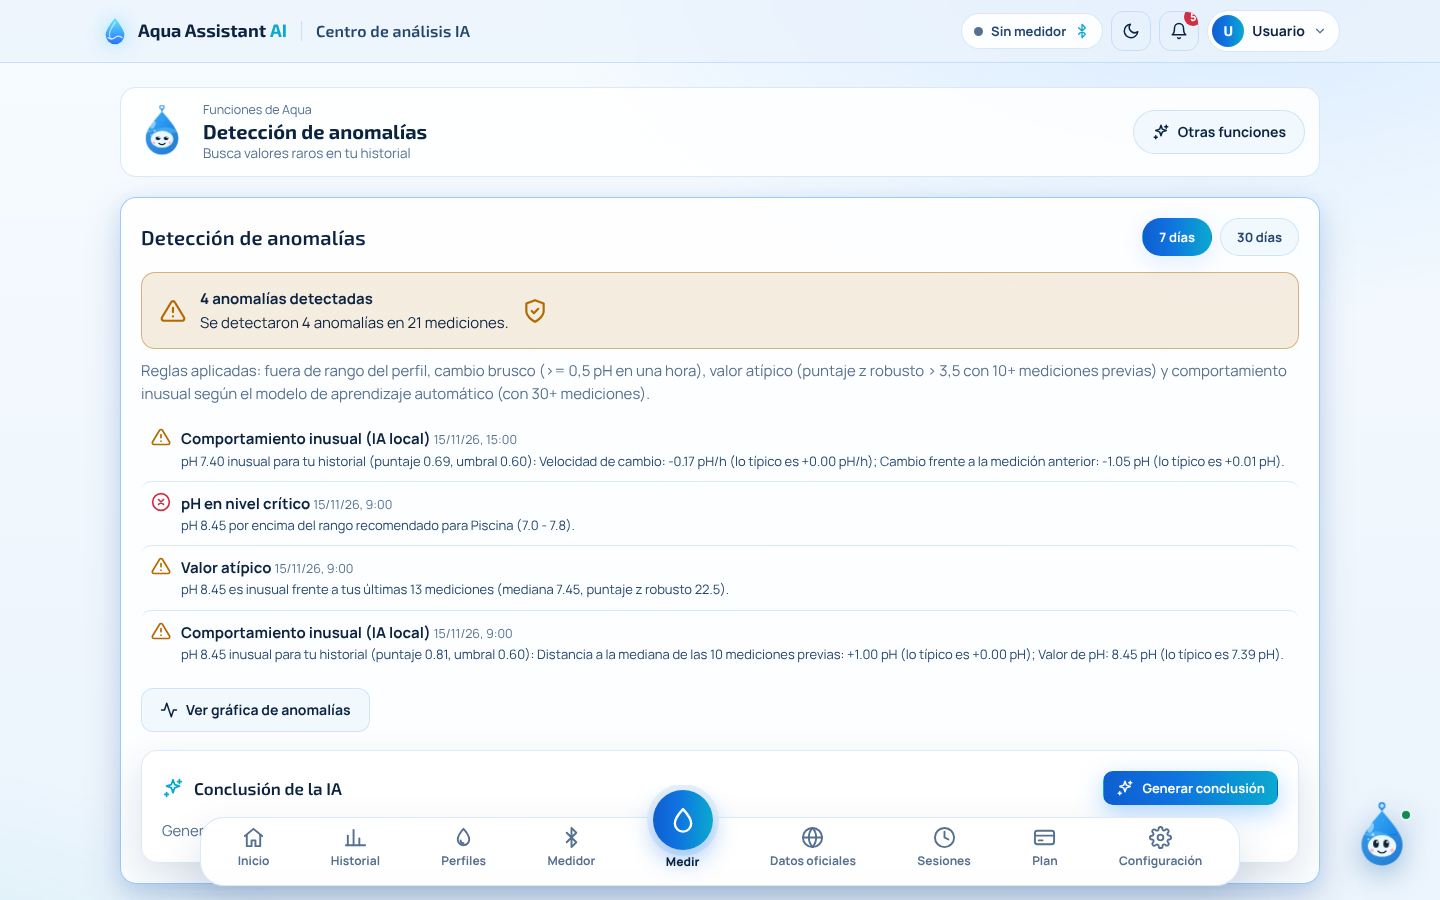 Aqua Assistant AI
Centro de análisis IA
Sin medidor
5
U
Usuario
Funciones de Aqua
Detección de anomalías
Busca valores raros en tu historial
Otras funciones
Detección de anomalías
7 días
30 días
4 anomalías detectadas
Se detectaron 4 anomalías en 21 mediciones.
Reglas aplicadas: fuera de rango del perfil, cambio brusco (>= 0,5 pH en una hora), valor atípico (puntaje z robusto > 3,5 con 10+ mediciones previas) y comportamiento
inusual según el modelo de aprendizaje automático (con 30+ mediciones).
Comportamiento inusual (IA local) 15/11/26, 15:00
pH 7.40 inusual para tu historial (puntaje 0.69, umbral 0.60): Velocidad de cambio: -0.17 pH/h (lo típico es +0.00 pH/h); Cambio frente a la medición anterior: -1.05 pH (lo típico es +0.01 pH).
pH en nivel crítico 15/11/26, 9:00
pH 8.45 por encima del rango recomendado para Piscina (7.0 - 7.8).
Valor atípico 15/11/26, 9:00
pH 8.45 es inusual frente a tus últimas 13 mediciones (mediana 7.45, puntaje z robusto 22.5).
Comportamiento inusual (IA local) 15/11/26, 9:00
pH 8.45 inusual para tu historial (puntaje 0.81, umbral 0.60): Distancia a la mediana de las 10 mediciones previas: +1.00 pH (lo típico es +0.00 pH); Valor de pH: 8.45 pH (lo típico es 7.39 pH).
Ver gráfica de anomalías
Conclusión de la IA
Generar conclusión
Inicio
Historial
Perfiles
Medidor
Medir
Datos oficiales
Sesiones
Plan
Configuración